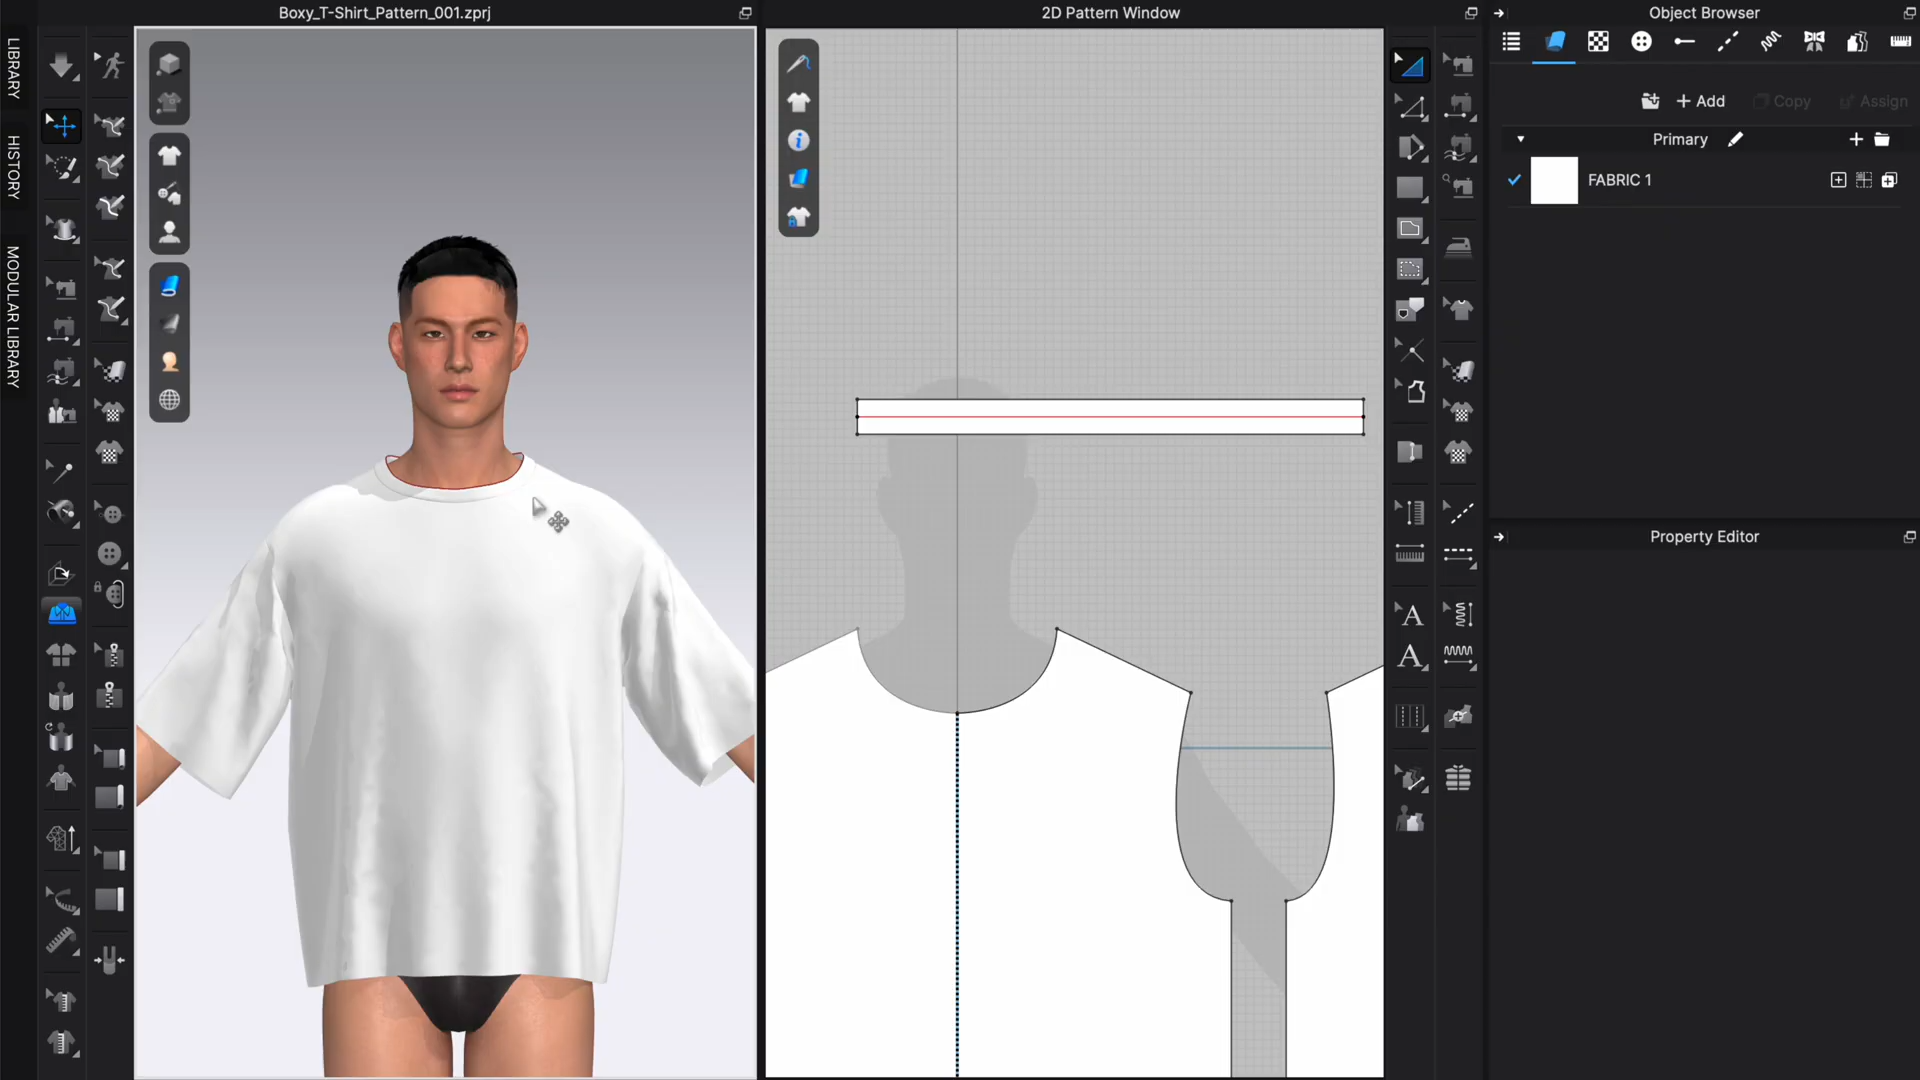 Boxy_T-Shirt_Pattern_001.zprj
2D Pattern Window
Object Browser
LIBRARY
HISTORY
MODULAR LIBRARY
+ Add
Copy
Assign
Primary
FABRIC 1
Property Editor
A
A